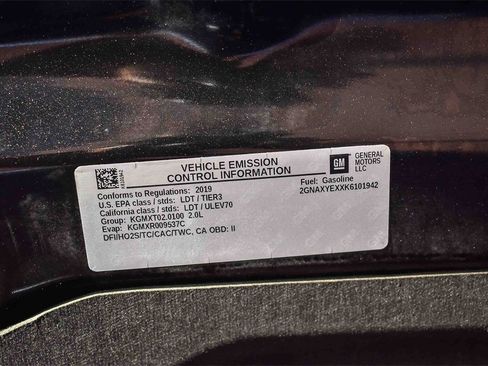 VEHICLE EMISSION
CONTROL INFORMATION
GM
GENERAL
MOTORS
LLC
Conforms to Regulations: 2019
Fuel: Gasoline
U.S. EPA class / stds: LDT / TIER3
2GNAXYEXXK6101942
California class / stds: LDT / ULEV70
Group: KGMXT02.0100 2.0L
Evap: KGMXR009537C
DFI/HO2S/TC/CAC/TWC, CA OBD: II